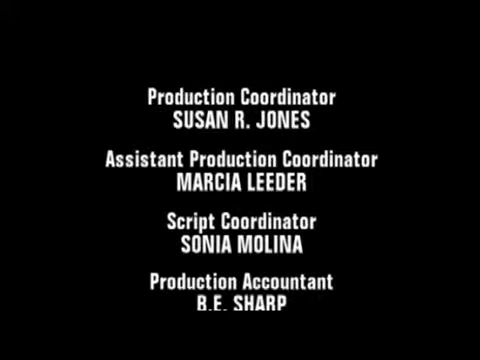 Production Coordinator
SUSAN R. JONES
Assistant Production Coordinator
MARCIA LEEDER
Script Coordinator
SONIA MOLINA
Production Accountant
B.E. SHARP